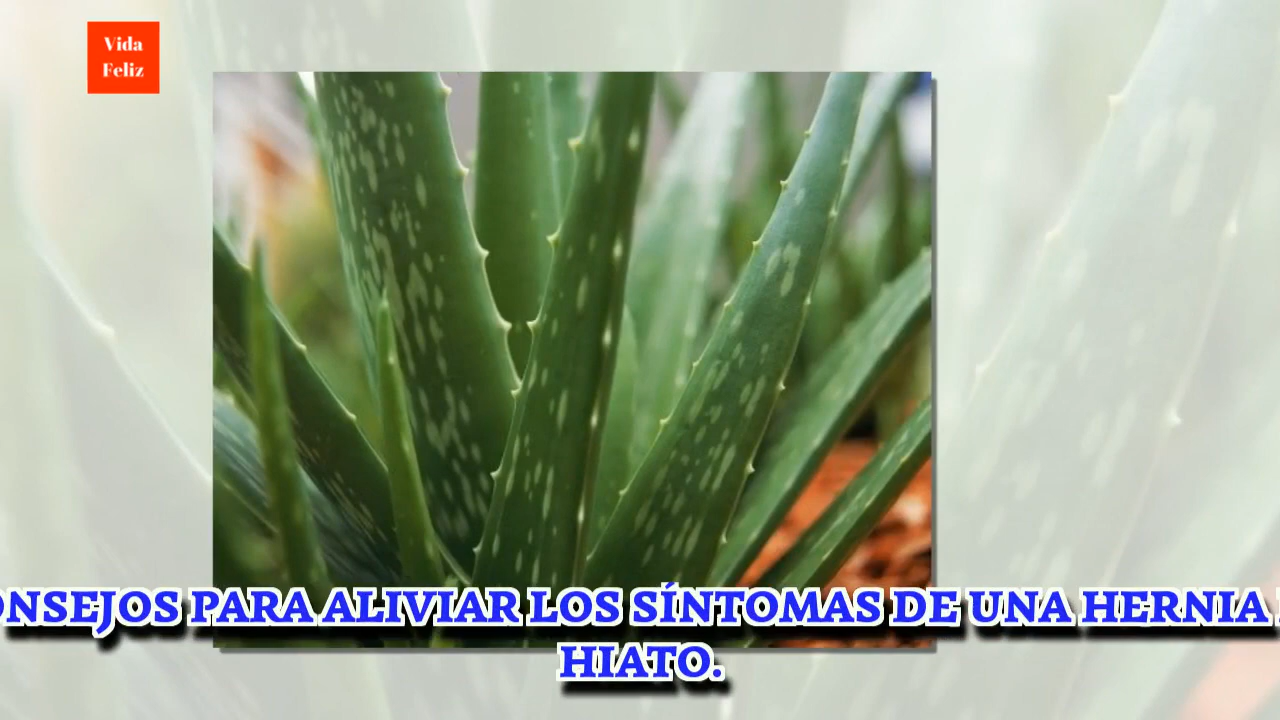 Vida
Feliz
ONSEJOS PARA ALIVIAR LOS SÍNTOMAS DE UNA HERNIA
HIATO.